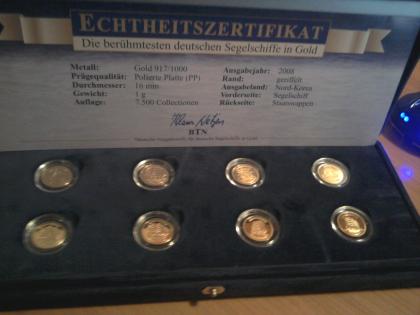 ECHTHEITSZERTIFIKAT
Die berühmtesten deutschen Segelschiffe in Gold
Metall: Gold 917/1000 Ausgabejahr: 2008
Prägequalität: Polierte Platte (PP) Rand: geriffelt
Durchmesser: 16 mm Ausgabeland: Nord-Korea
Gewicht: 1 g Vorderseite: Segelschiff
Auflage: 7.500 Collectionen Rückseite: Staatswappen
BTN